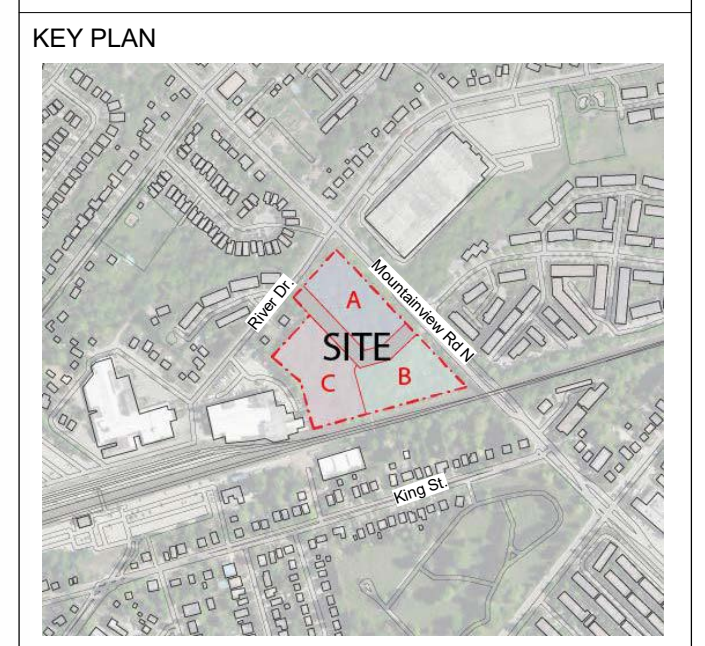 KEY PLAN
River Dr.
Mountainview Rd N
A
SITE
C
B
King St.